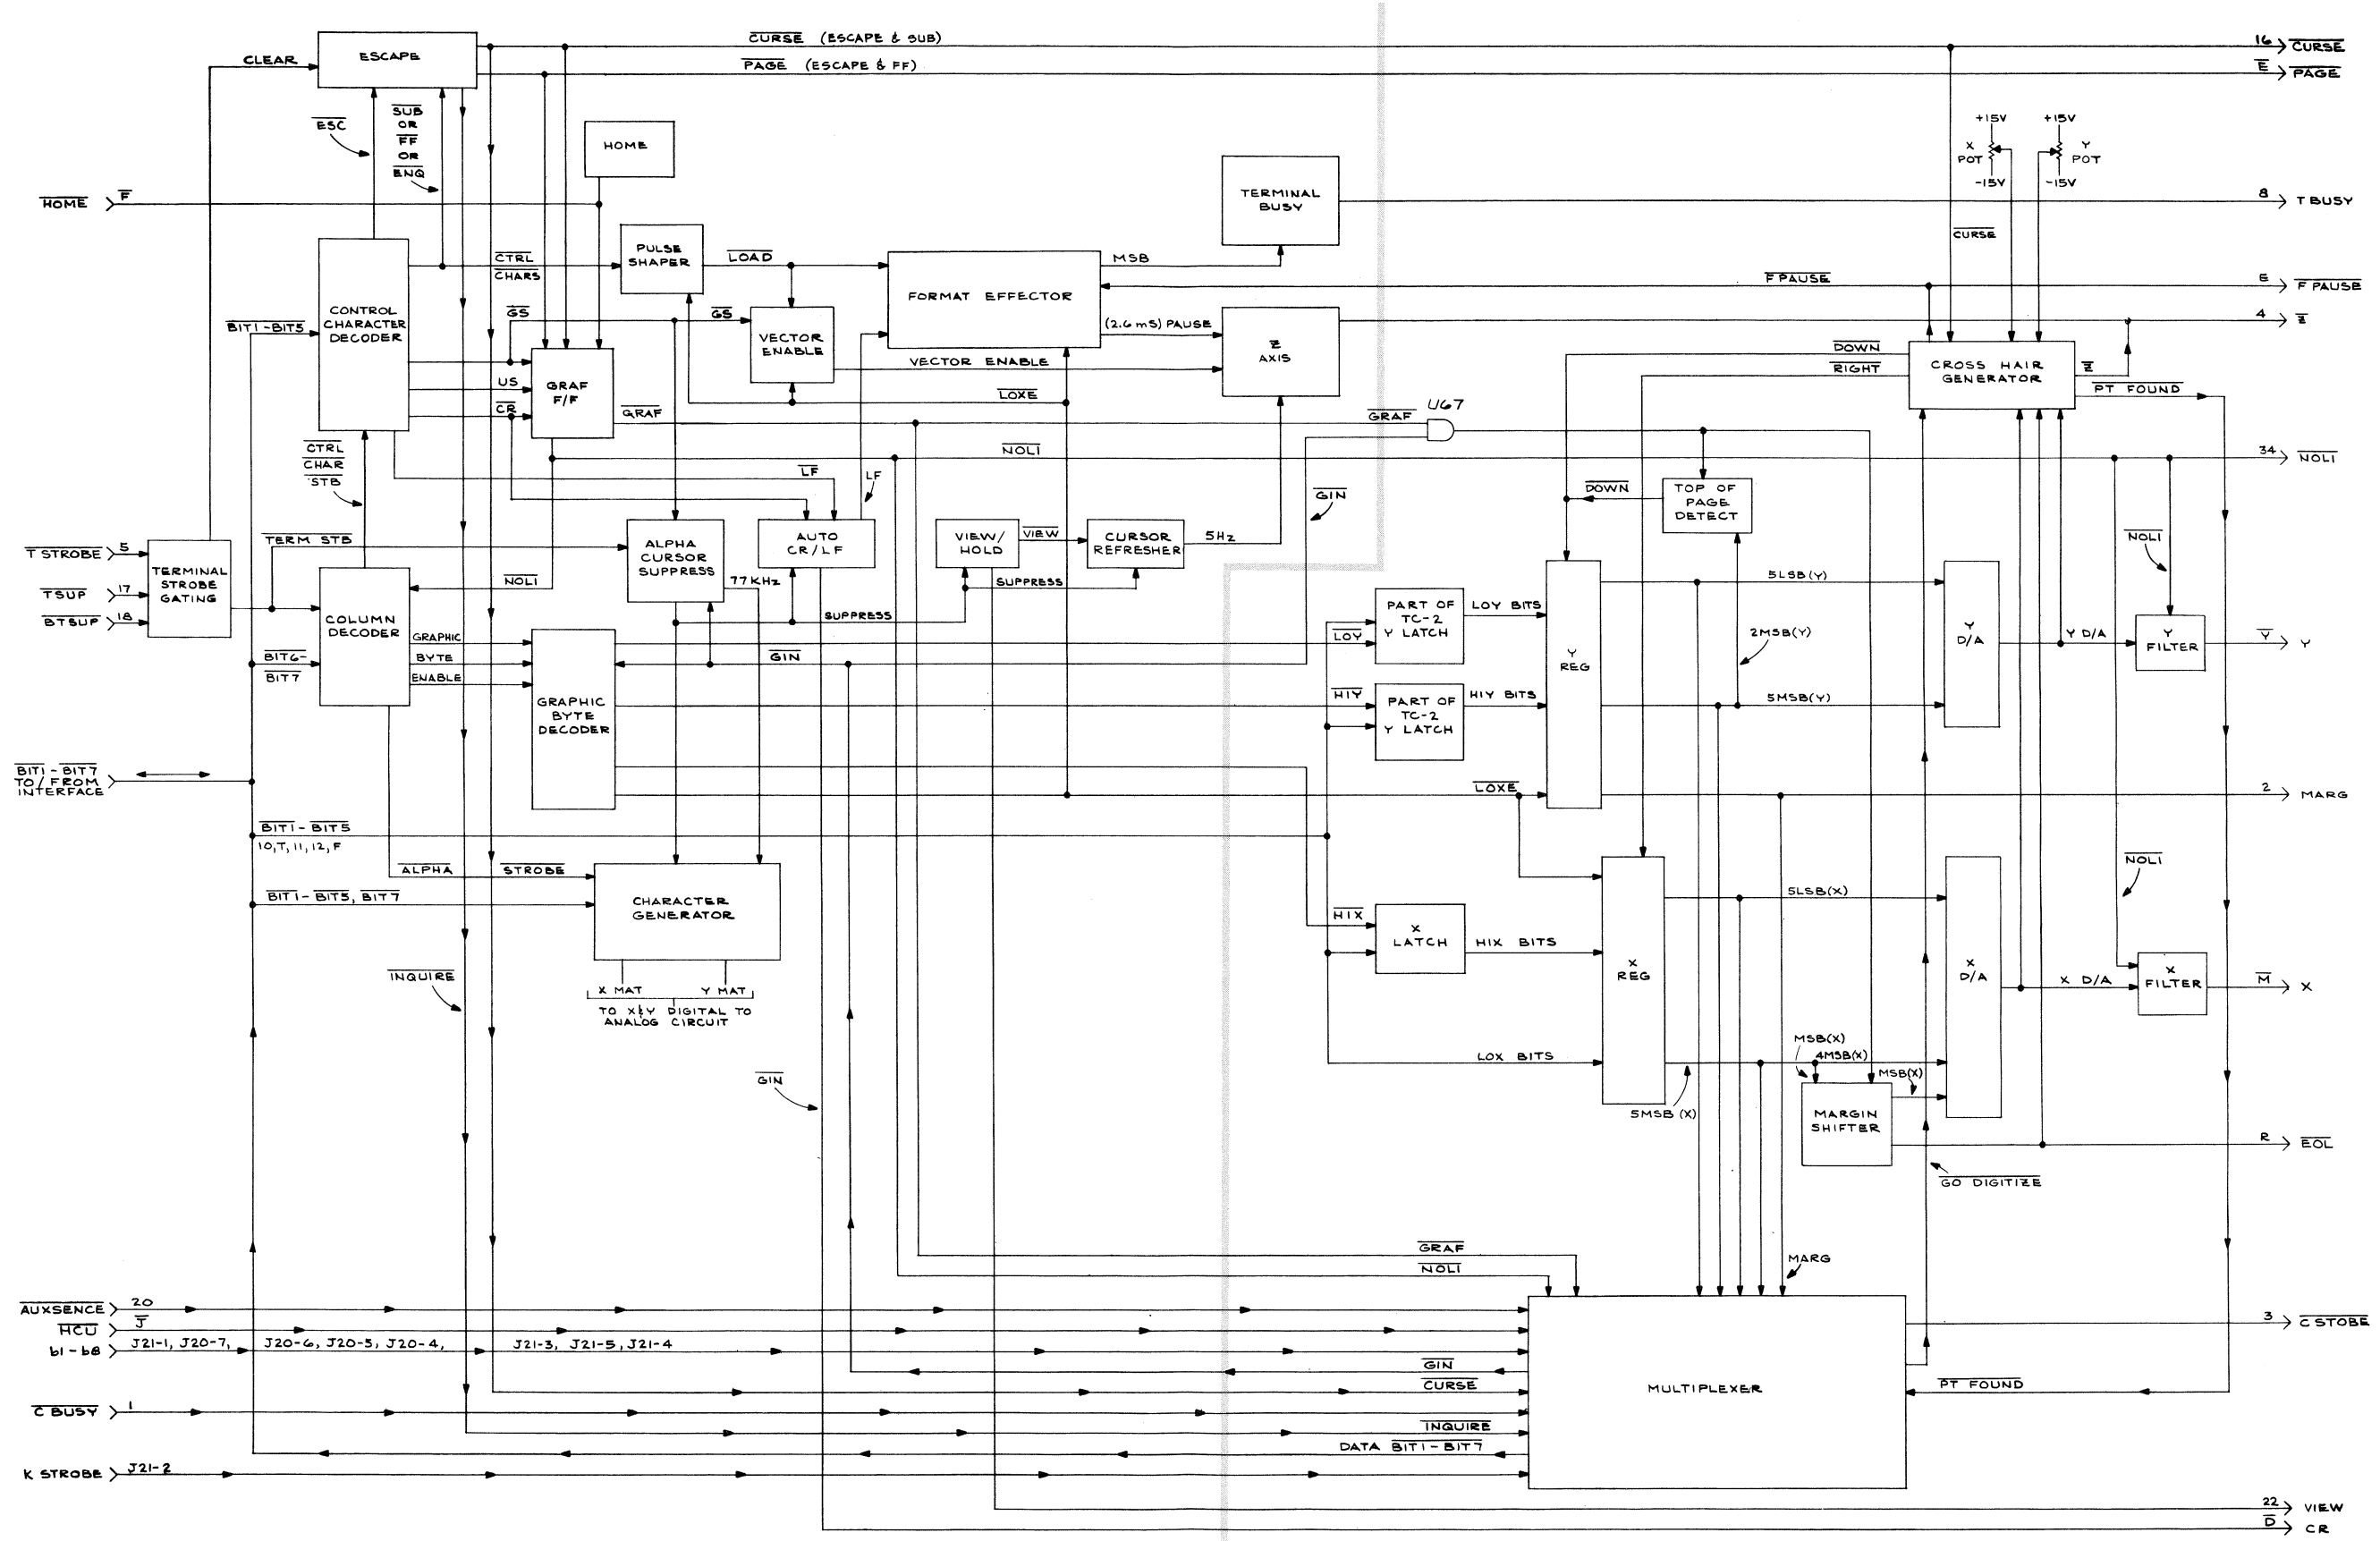 CLEAR
ESCAPE
CURSE (ESCAPE & SUB)
PAGE (ESCAPE & FF)
16 CURSE
E PAGE
ESC
SUB
OR
FF
OR
ENQ
HOME
HOME F
TERMINAL
BUSY
+15V +15V
X
POT
Y
POT
-15V -15V
8 T BUSY
CURSE
PULSE
SHAPER
CTRL
CHARS
LOAD
FORMAT EFFECTOR
MSB
F PAUSE
E F PAUSE
BIT1-BIT5
CONTROL
CHARACTER
DECODER
GS
GS
US
CR
GRAF
F/F
VECTOR
ENABLE
(2.6 mS) PAUSE
VECTOR ENABLE
Z
AXIS
4 Z
DOWN
RIGHT
CROSS HAIR
GENERATOR
Z
PT FOUND
LOXE
GRAF
GRAF
U67
NOLI
34 NOLI
CTRL
CHAR
STB
LF
LF
GIN
DOWN
TOP OF
PAGE
DETECT
NOLI
T STROBE 5
TSUP 17
BTSUP 18
TERMINAL
STROBE
GATING
TERM STB
ALPHA
CURSOR
SUPPRESS
AUTO
CR/LF
VIEW/
HOLD
VIEW
CURSOR
REFRESHER
5Hz
NOLI
77 KHz
SUPPRESS
SUPPRESS
COLUMN
DECODER
BIT6-
BIT7
GRAPHIC
BYTE
ENABLE
GRAPHIC
BYTE
DECODER
GIN
PART OF
TC-2
Y LATCH
LOY
LOY BITS
HIY
PART OF
TC-2
Y LATCH
HIY BITS
Y
REG
5LSB(Y)
2MSB(Y)
5MSB(Y)
Y
D/A
Y D/A
Y
FILTER
Y Y
BIT1-BIT7
TO/FROM
INTERFACE
LOXE
2 MARG
BIT1-BIT5
10,T,11,12,F
ALPHA STROBE
BIT1-BIT5, BIT7
CHARACTER
GENERATOR
X MAT Y MAT
TO X&Y DIGITAL TO
ANALOG CIRCUIT
INQUIRE
GIN
HIX
X
LATCH
HIX BITS
LOX BITS
X
REG
5LSB(X)
MSB(X)
4MSB(X)
MSB(X)
5MSB(X)
X
D/A
X D/A
NOLI
X
FILTER
M X
MARGIN
SHIFTER
R EOL
GO DIGITIZE
GRAF
NOLI
MARG
AUXSENCE 20
HCU J
b1-b8 J21-1, J20-7, J20-6, J20-5, J20-4, J21-3, J21-5, J21-4
GIN
CURSE
C BUSY 1
INQUIRE
DATA BIT1-BIT7
K STROBE J21-2
MULTIPLEXER
3 C STOBE
PT FOUND
22 VIEW
D CR